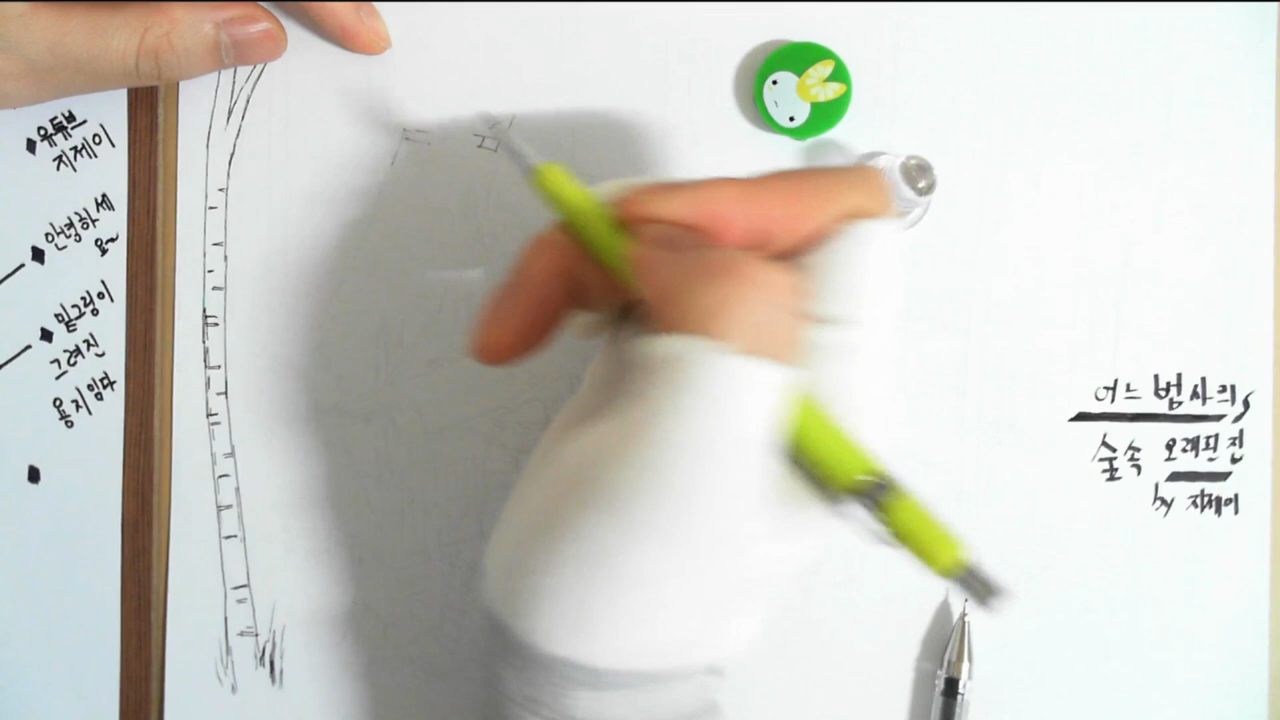 유튜브
지제이
안녕하세
요~
밑그림이
그려진
용지임다
어느 법사의
숲속 오래된 집
by 지제이